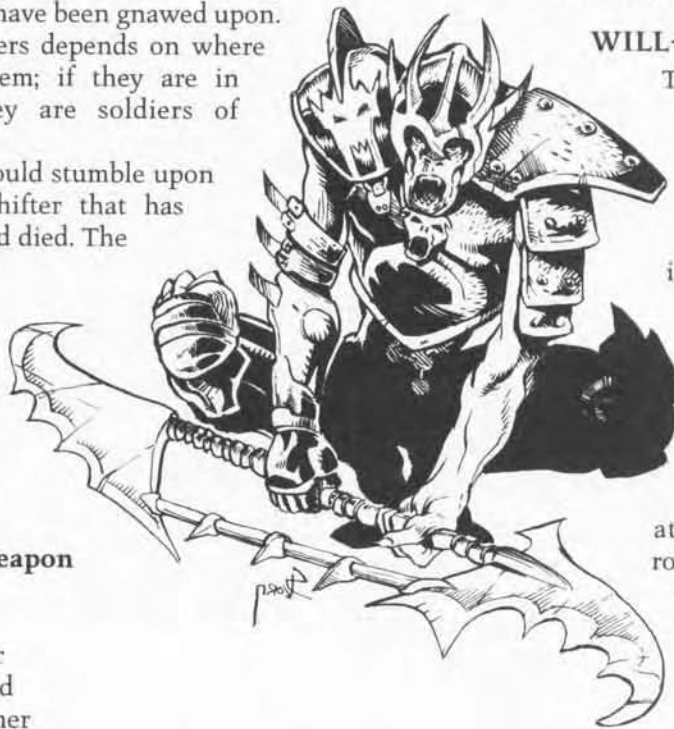 have been gnawed upon.
ers depends on where
em; if they are in
ey are soldiers of
ould stumble upon
hifter that has
d died. The
eapon
r
d
ner
WILL-
T
i
at
ro